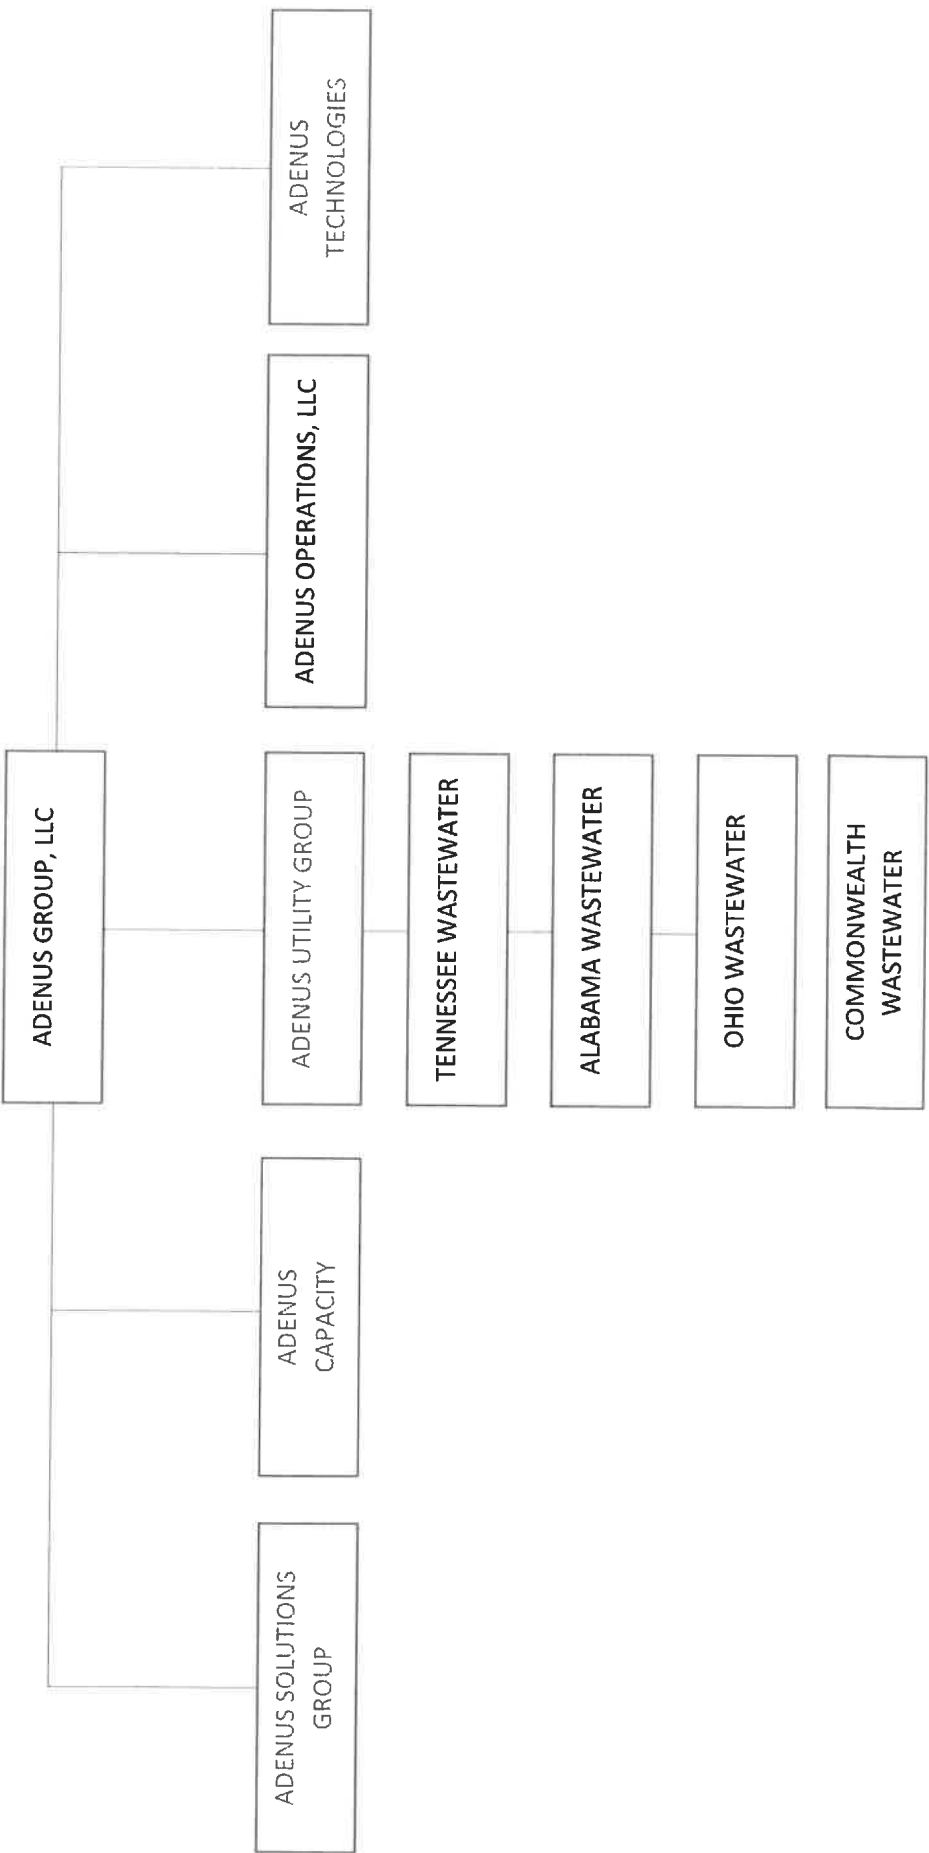 ADENUS GROUP, LLC
ADENUS SOLUTIONS
GROUP
ADENUS
CAPACITY
ADENUS UTILITY GROUP
ADENUS OPERATIONS, LLC
ADENUS
TECHNOLOGIES
TENNESSEE WASTEWATER
ALABAMA WASTEWATER
OHIO WASTEWATER
COMMONWEALTH
WASTEWATER